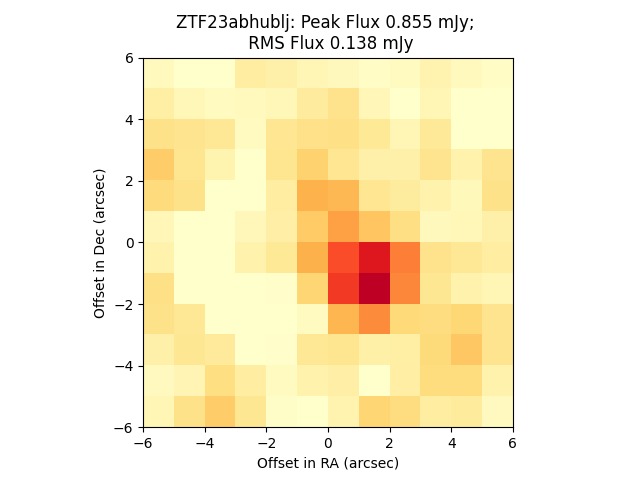 ZTF23abhublj: Peak Flux 0.855 mJy;
RMS Flux 0.138 mJy
6
4
2
0
−2
−4
−6
Offset in Dec (arcsec)
−6 −4 −2 0 2 4 6
Offset in RA (arcsec)